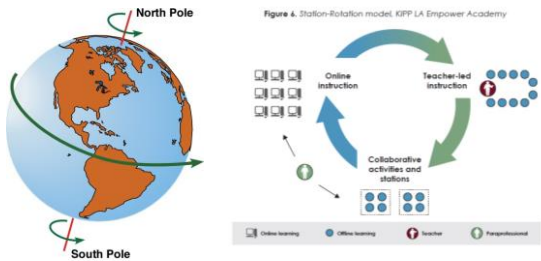 North Pole
South Pole
Figure 6. Station-Rotation model, KIPP LA Empower Academy
Online
instruction
Teacher-led
instruction
Collaborative
activities and
stations
Online learning
Offline learning
Teacher
Paraprofessional